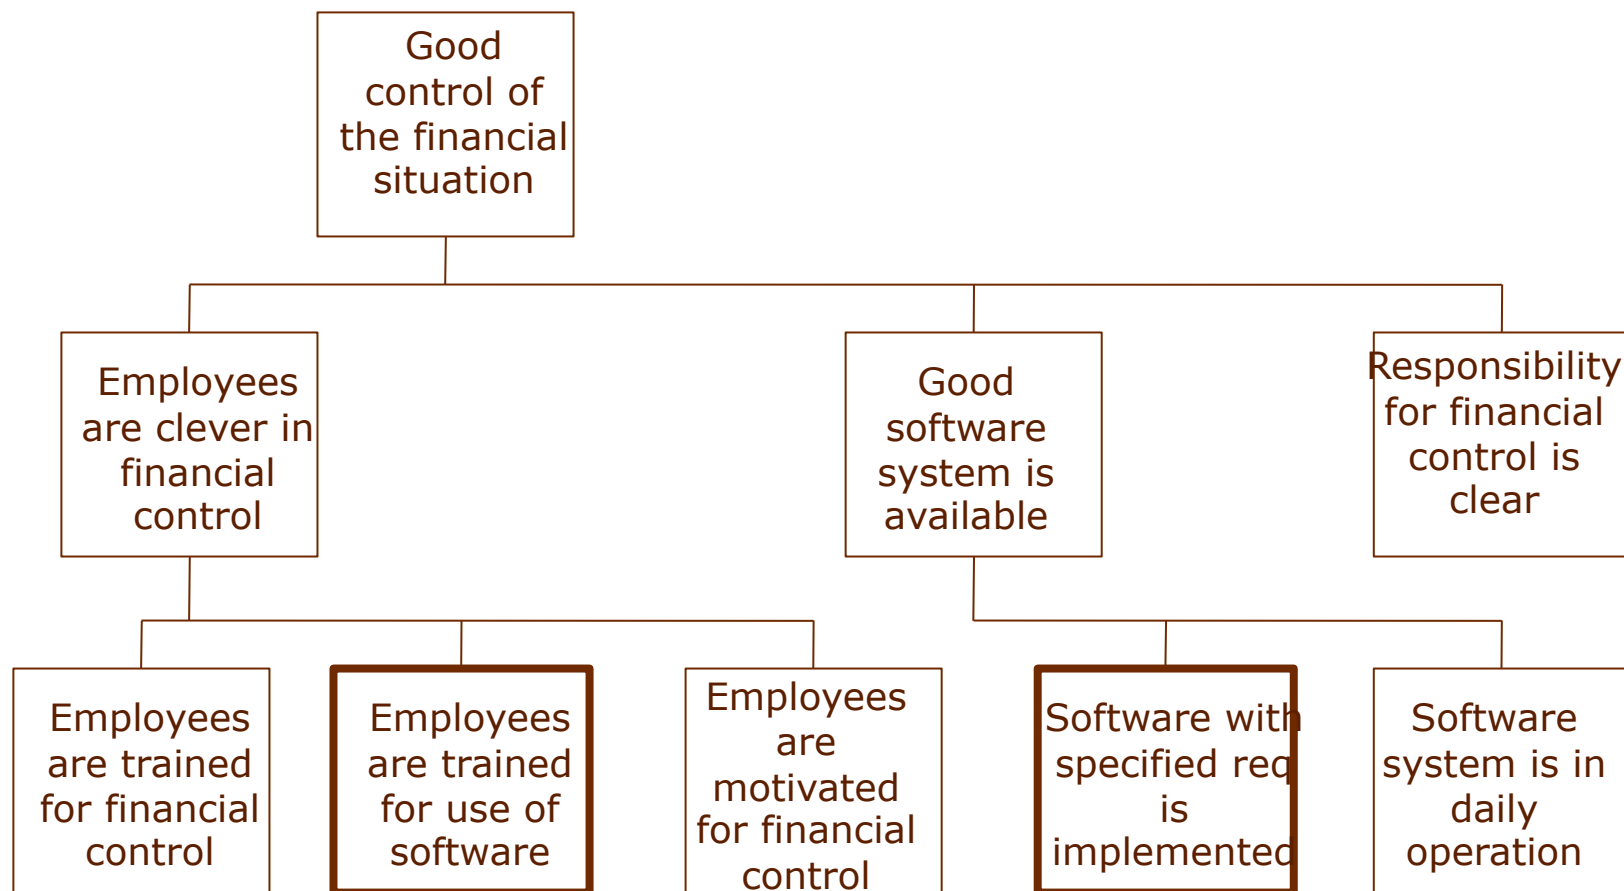 Good
control of
the financial
situation
Employees
are clever in
financial
control
Good
software
system is
available
Responsibility
for financial
control is
clear
Employees
are trained
for financial
control
Employees
are trained
for use of
software
Employees
are
motivated
for financial
control
Software with
specified req
is
implemented
Software
system is in
daily
operation